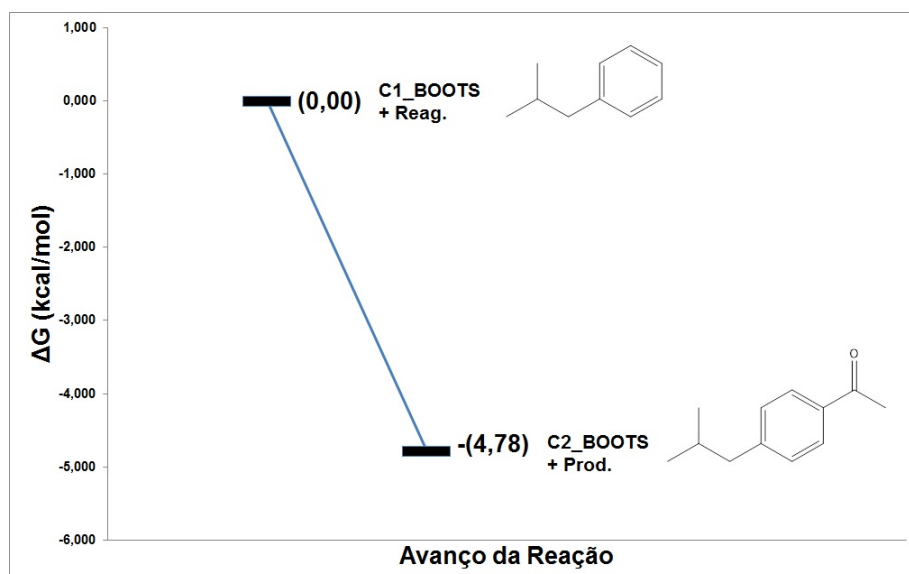 1,000
0,000
-1,000
-2,000
-3,000
-4,000
-5,000
-6,000
ΔG (kcal/mol)
(0,00)
C1_BOOTS
+ Reag.
-(4,78)
C2_BOOTS
+ Prod.
O
Avanço da Reação